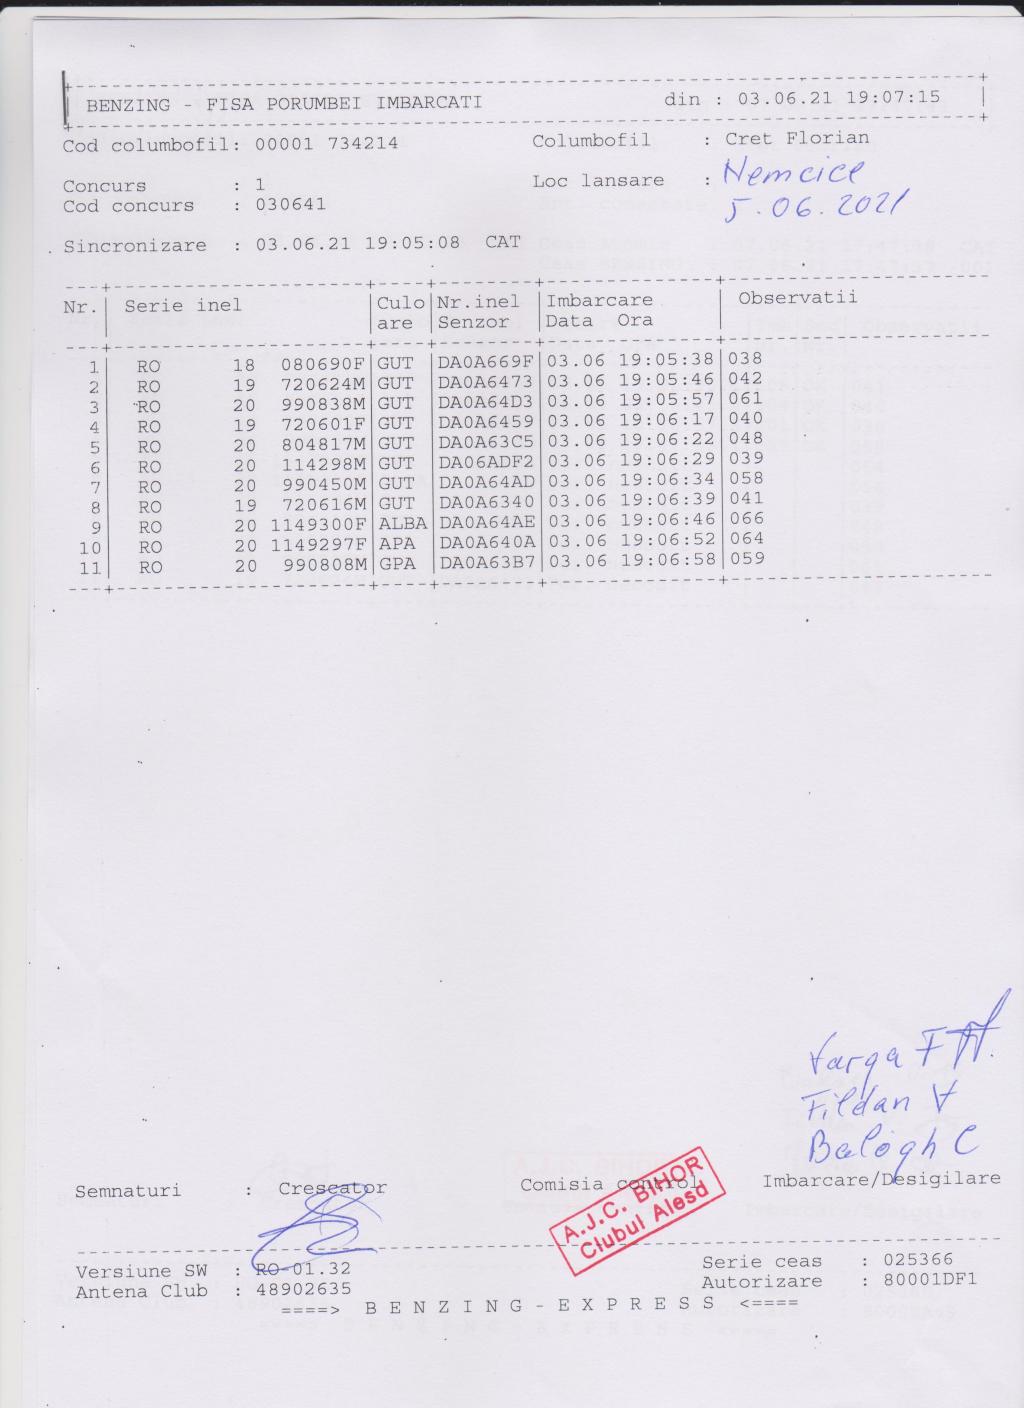 BENZING - FISA PORUMBEI IMBARCATI din : 03.06.21 19:07:15
Cod columbofil: 00001 734214 Columbofil : Cret Florian
Concurs : 1 Loc lansare : Nemcice
Cod concurs : 030641 5.06.2021
Sincronizare : 03.06.21 19:05:08 CAT
Nr. Serie inel Culo Nr.inel Imbarcare Observatii
are Senzor Data Ora
1 RO 18 080690F GUT DA0A669F 03.06 19:05:38 038
2 RO 19 720624M GUT DA0A6473 03.06 19:05:46 042
3 RO 20 990838M GUT DA0A64D3 03.06 19:05:57 061
4 RO 19 720601F GUT DA0A6459 03.06 19:06:17 040
5 RO 20 804817M GUT DA0A63C5 03.06 19:06:22 048
6 RO 20 114298M GUT DA06ADF2 03.06 19:06:29 039
7 RO 20 990450M GUT DA0A64AD 03.06 19:06:34 058
8 RO 19 720616M GUT DA0A6340 03.06 19:06:39 041
9 RO 20 1149300F ALBA DA0A64AE 03.06 19:06:46 066
10 RO 20 1149297F APA DA0A640A 03.06 19:06:52 064
11 RO 20 990808M GPA DA0A63B7 03.06 19:06:58 059
Varga F
Fildan V
Balogh C
Semnaturi : Crescator Comisia control Imbarcare/Desigilare
A.J.C. BIHOR
Clubul Alesd
Versiune SW : RO-01.32 Serie ceas : 025366
Antena Club : 48902635 Autorizare : 80001DF1
====> B E N Z I N G - E X P R E S S <====